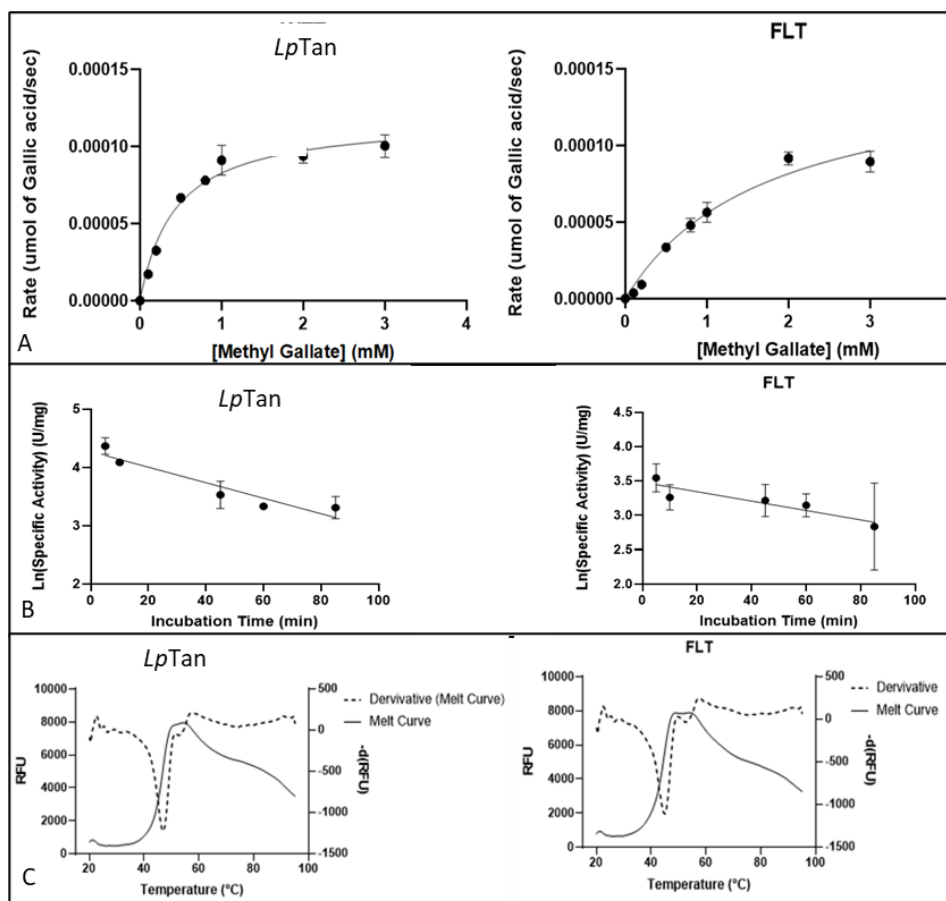 LpTan
FLT
Rate (umol of Gallic acid/sec)
0.00015
0.00010
0.00005
0.00000
0 1 2 3 4
[Methyl Gallate] (mM)
Rate (umol of Gallic acid/sec)
0.00015
0.00010
0.00005
0.00000
0 1 2 3
[Methyl Gallate] (mM)
A
LpTan
FLT
Ln(Specific Activity) (U/mg)
5
4
3
2
0 20 40 60 80 100
Incubation Time (min)
Ln(Specific Activity) (U/mg)
4.5
4.0
3.5
3.0
2.5
2.0
0 20 40 60 80 100
Incubation Time (min)
B
LpTan
FLT
RFU
10000
8000
6000
4000
2000
0
20 40 60 80 100
Temperature (°C)
500
0
-500
-1000
-1500
-d(RFU)
Dervivative (Melt Curve)
Melt Curve
RFU
10000
8000
6000
4000
2000
0
20 40 60 80 100
Temperature (°C)
500
0
-500
-1000
-1500
-d(RFU)
Derivative
Melt Curve
C